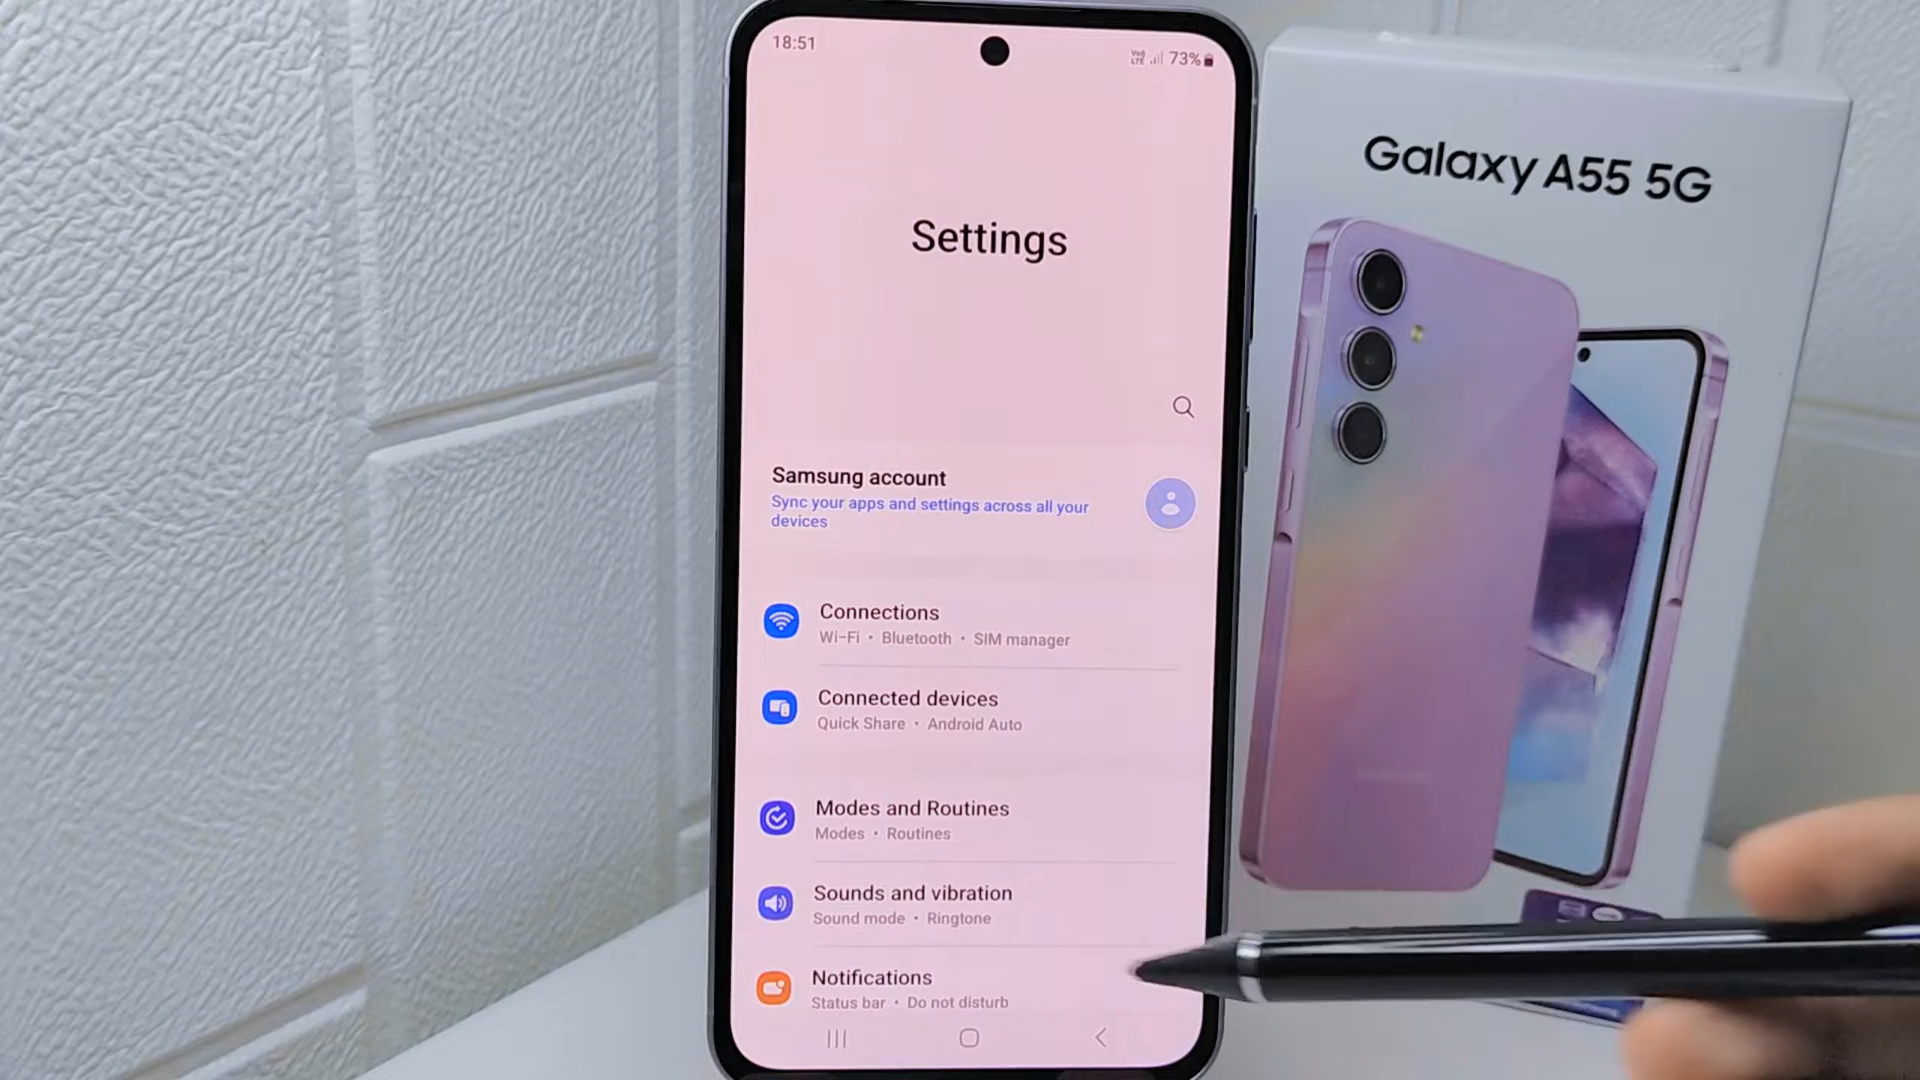 18:51
Vo)) LTE 73%
Galaxy A55 5G
Settings
Samsung account
Sync your apps and settings across all your
devices
Connections
Wi-Fi • Bluetooth • SIM manager
Connected devices
Quick Share • Android Auto
Modes and Routines
Modes • Routines
Sounds and vibration
Sound mode • Ringtone
Notifications
Status bar • Do not disturb